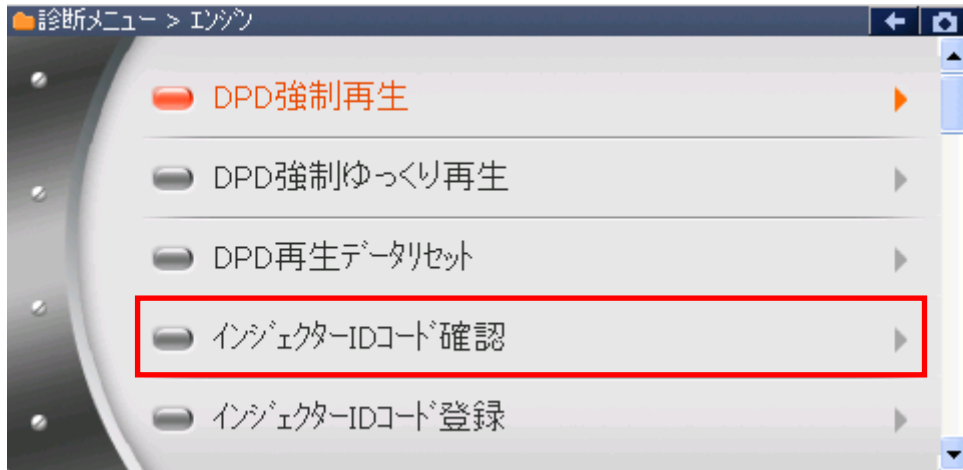 診断メニュー > エンジン
DPD強制再生
DPD強制ゆっくり再生
DPD再生データリセット
インジェクターIDコード確認
インジェクターIDコード登録